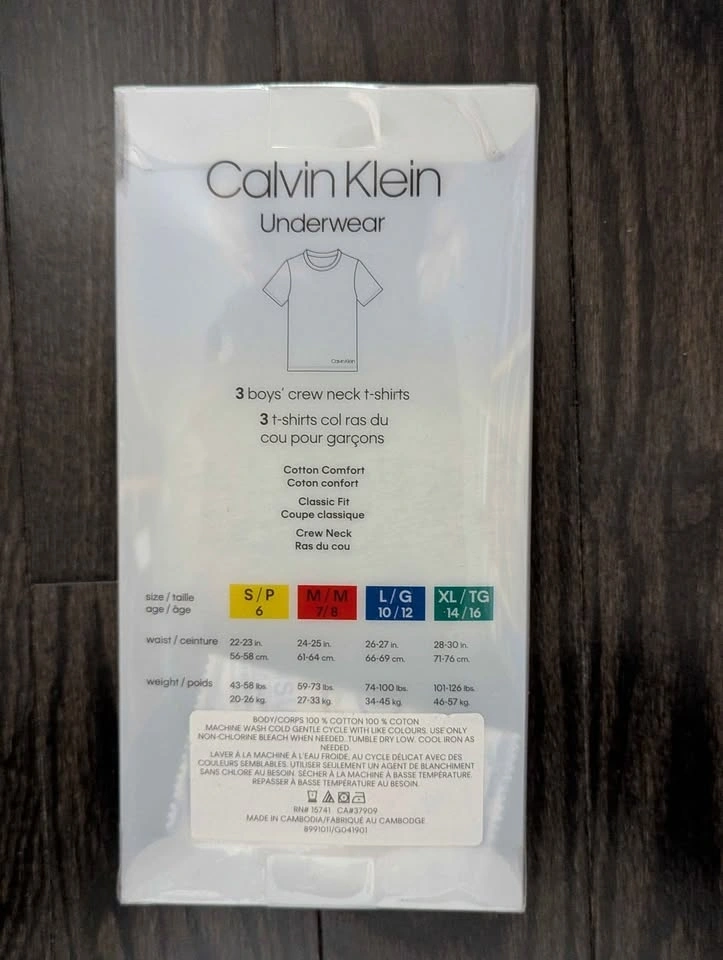 Calvin Klein
Underwear
CalvinKlein
3 boys' crew neck t-shirts
3 t-shirts col ras du
cou pour garçons
Cotton Comfort
Coton confort
Classic Fit
Coupe classique
Crew Neck
Ras du cou
size / taille S/P M/M L/G XL/TG
age / âge 6 7/8 10/12 14/16
waist / ceinture 22-23 in. 24-25 in. 26-27 in. 28-30 in.
56-58 cm. 61-64 cm. 66-69 cm. 71-76 cm.
weight / poids 43-58 lbs. 59-73 lbs. 74-100 lbs. 101-126 lbs.
20-26 kg. 27-33 kg. 34-45 kg. 46-57 kg.
BODY/CORPS 100 % COTTON 100 % COTON
MACHINE WASH COLD GENTLE CYCLE WITH LIKE COLOURS. USE ONLY
NON-CHLORINE BLEACH WHEN NEEDED. TUMBLE DRY LOW. COOL IRON AS
NEEDED.
LAVER À LA MACHINE À L'EAU FROIDE, AU CYCLE DÉLICAT AVEC DES
COULEURS SEMBLABLES. UTILISER SEULEMENT UN AGENT DE BLANCHIMENT
SANS CHLORE AU BESOIN. SÉCHER À LA MACHINE À BASSE TEMPÉRATURE.
REPASSER À BASSE TEMPÉRATURE AU BESOIN.
RN# 15741 CA#37909
MADE IN CAMBODIA/FABRIQUÉ AU CAMBODGE
8991011/G041901